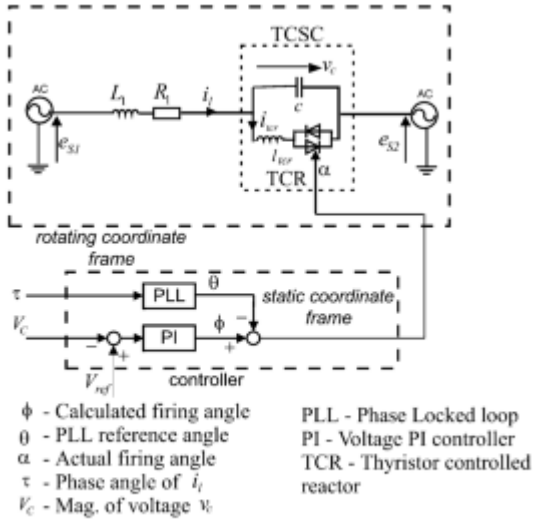 TCSC
v_c
AC
L_1
R_1
i_l
c
AC
i_tcr
l_tcr
e_S1
e_S2
TCR
α
rotating coordinate
frame
τ
PLL
θ
static coordinate
frame
V_C
PI
ϕ
−
−
+
+
V_ref
controller
ϕ - Calculated firing angle
θ - PLL reference angle
α - Actual firing angle
τ - Phase angle of i_l
V_C - Mag. of voltage v_c
PLL - Phase Locked loop
PI - Voltage PI controller
TCR - Thyristor controlled
reactor